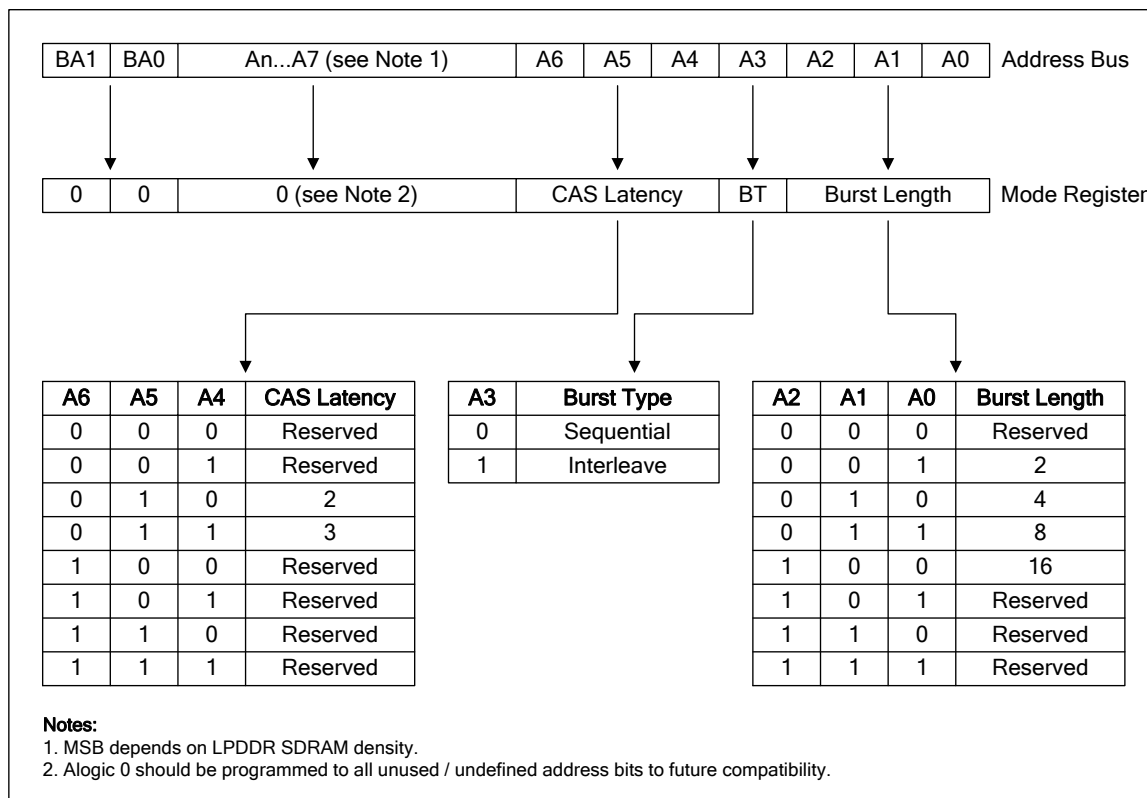 BA1 BA0 An...A7 (see Note 1) A6 A5 A4 A3 A2 A1 A0 Address Bus
0 0 0 (see Note 2) CAS Latency BT Burst Length Mode Register
A6 A5 A4 CAS Latency
0 0 0 Reserved
0 0 1 Reserved
0 1 0 2
0 1 1 3
1 0 0 Reserved
1 0 1 Reserved
1 1 0 Reserved
1 1 1 Reserved
A3 Burst Type
0 Sequential
1 Interleave
A2 A1 A0 Burst Length
0 0 0 Reserved
0 0 1 2
0 1 0 4
0 1 1 8
1 0 0 16
1 0 1 Reserved
1 1 0 Reserved
1 1 1 Reserved
Notes:
1. MSB depends on LPDDR SDRAM density.
2. Alogic 0 should be programmed to all unused / undefined address bits to future compatibility.